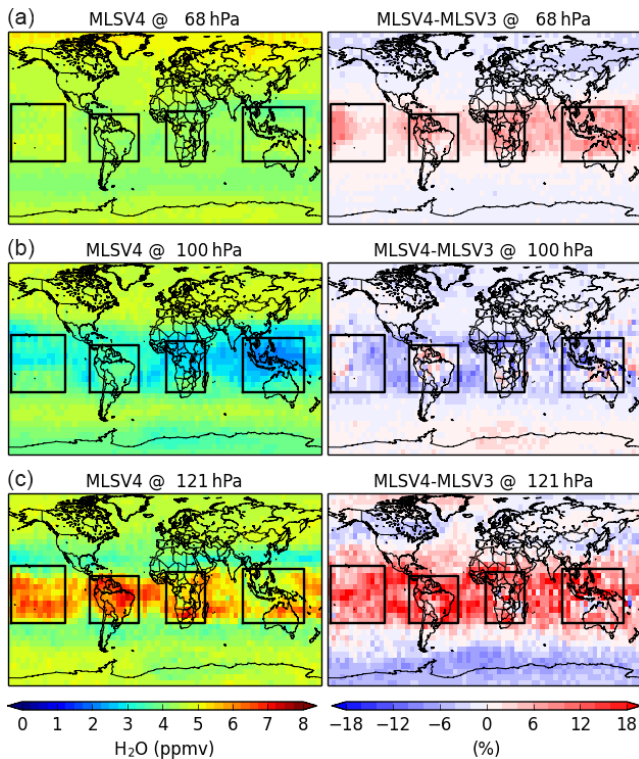 (a) MLSV4 @ 68 hPa MLSV4-MLSV3 @ 68 hPa
(b) MLSV4 @ 100 hPa MLSV4-MLSV3 @ 100 hPa
(c) MLSV4 @ 121 hPa MLSV4-MLSV3 @ 121 hPa
0 1 2 3 4 5 6 7 8 −18 −12 −6 0 6 12 18
H₂O (ppmv) (%)